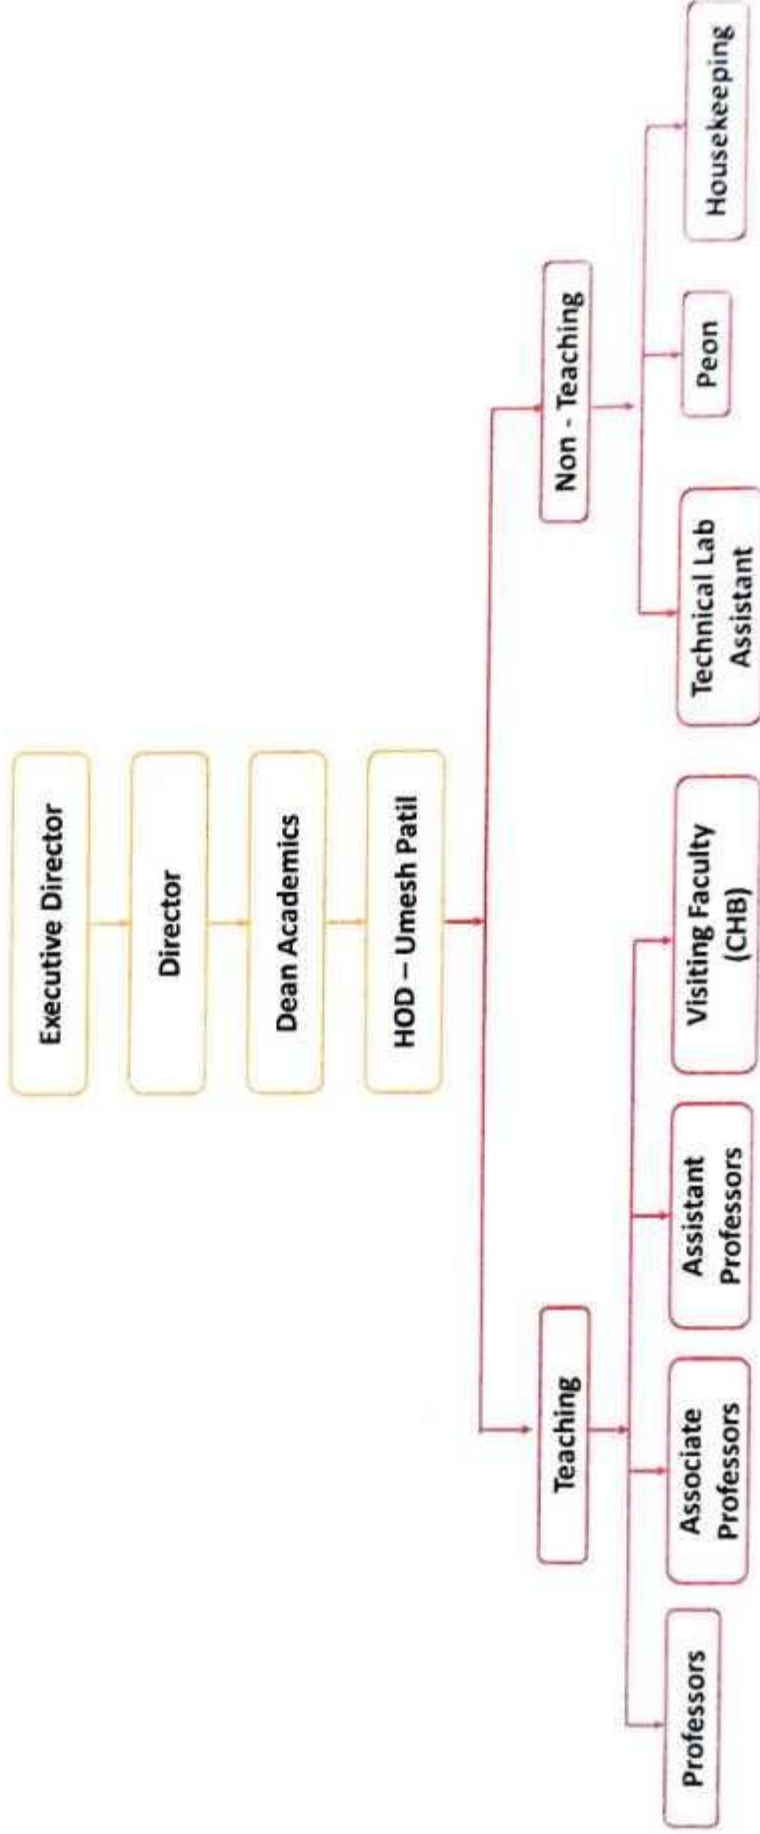 Executive Director
Director
Dean Academics
HOD – Umesh Patil
Teaching
Non - Teaching
Professors
Associate
Professors
Assistant
Professors
Visiting Faculty
(CHB)
Technical Lab
Assistant
Peon
Housekeeping